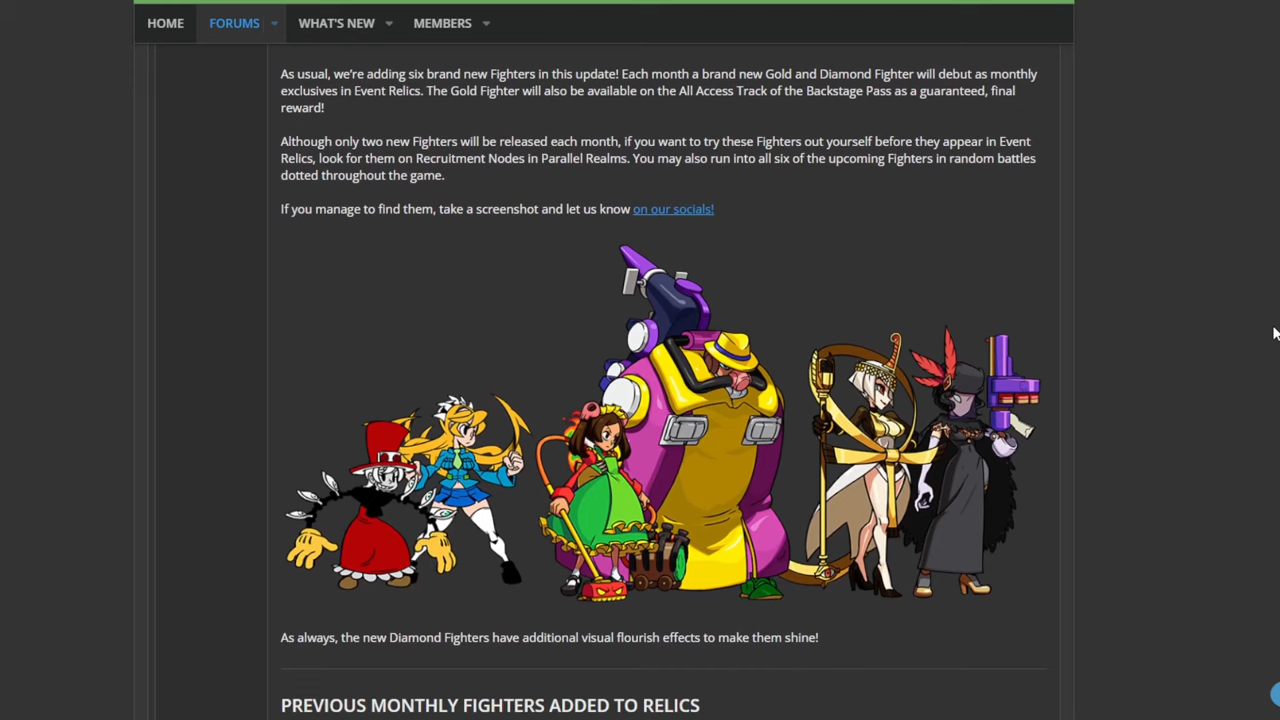 HOME FORUMS WHAT'S NEW MEMBERS
As usual, we're adding six brand new Fighters in this update! Each month a brand new Gold and Diamond Fighter will debut as monthly
exclusives in Event Relics. The Gold Fighter will also be available on the All Access Track of the Backstage Pass as a guaranteed, final
reward!
Although only two new Fighters will be released each month, if you want to try these Fighters out yourself before they appear in Event
Relics, look for them on Recruitment Nodes in Parallel Realms. You may also run into all six of the upcoming Fighters in random battles
dotted throughout the game.
If you manage to find them, take a screenshot and let us know on our socials!
As always, the new Diamond Fighters have additional visual flourish effects to make them shine!
PREVIOUS MONTHLY FIGHTERS ADDED TO RELICS